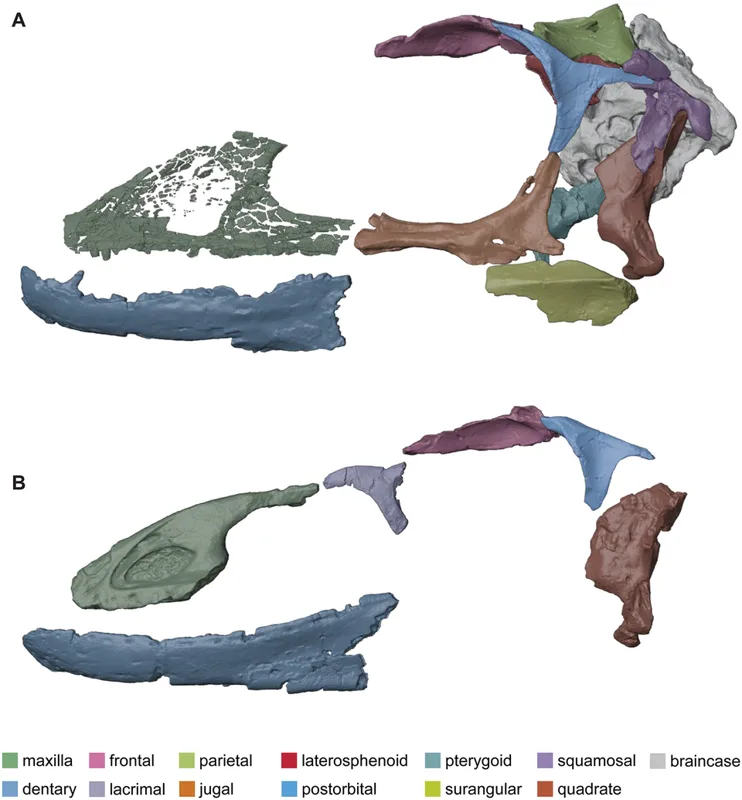 A
B
maxilla frontal parietal laterosphenoid pterygoid squamosal braincase
dentary lacrimal jugal postorbital surangular quadrate